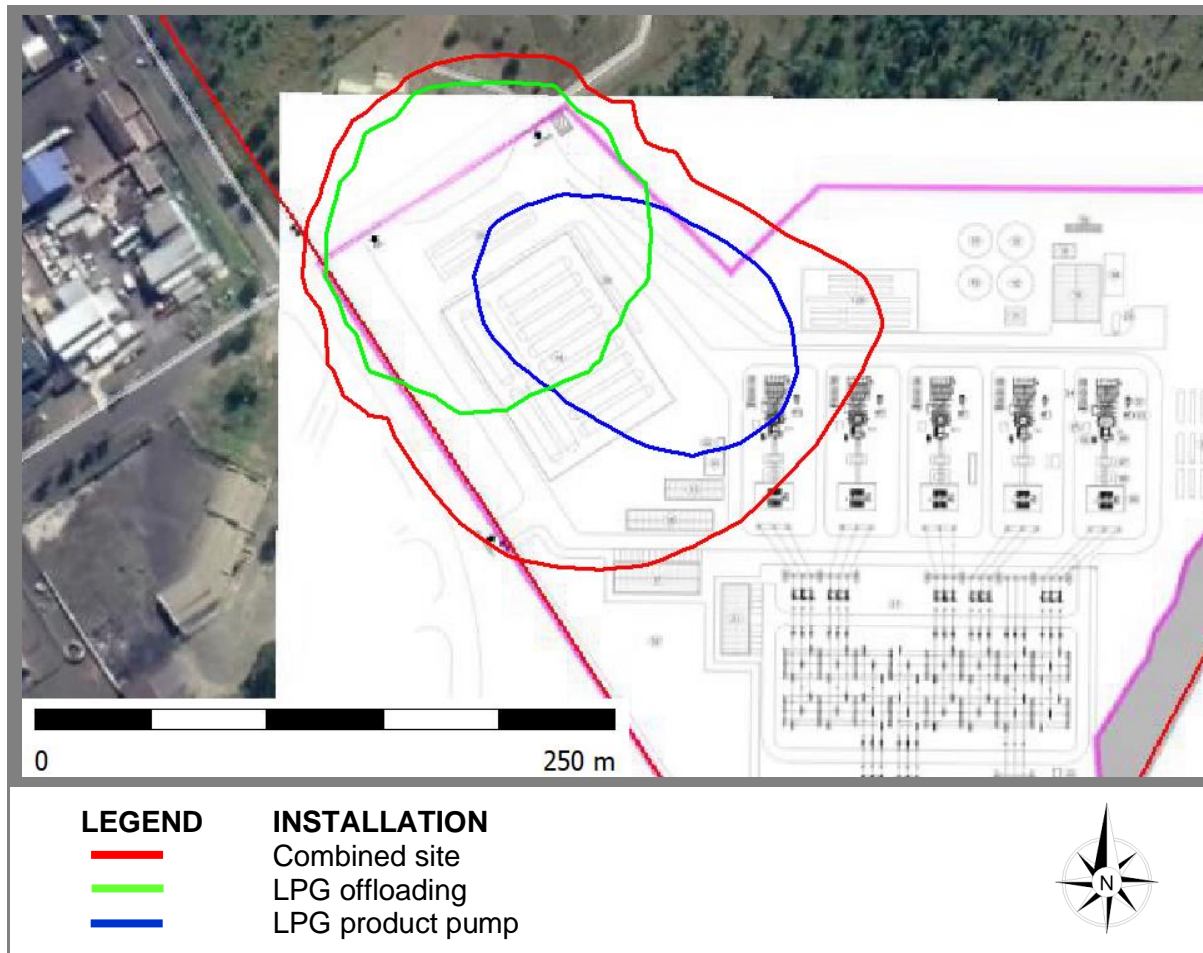 0 250 m
LEGEND INSTALLATION
Combined site
LPG offloading
LPG product pump
N